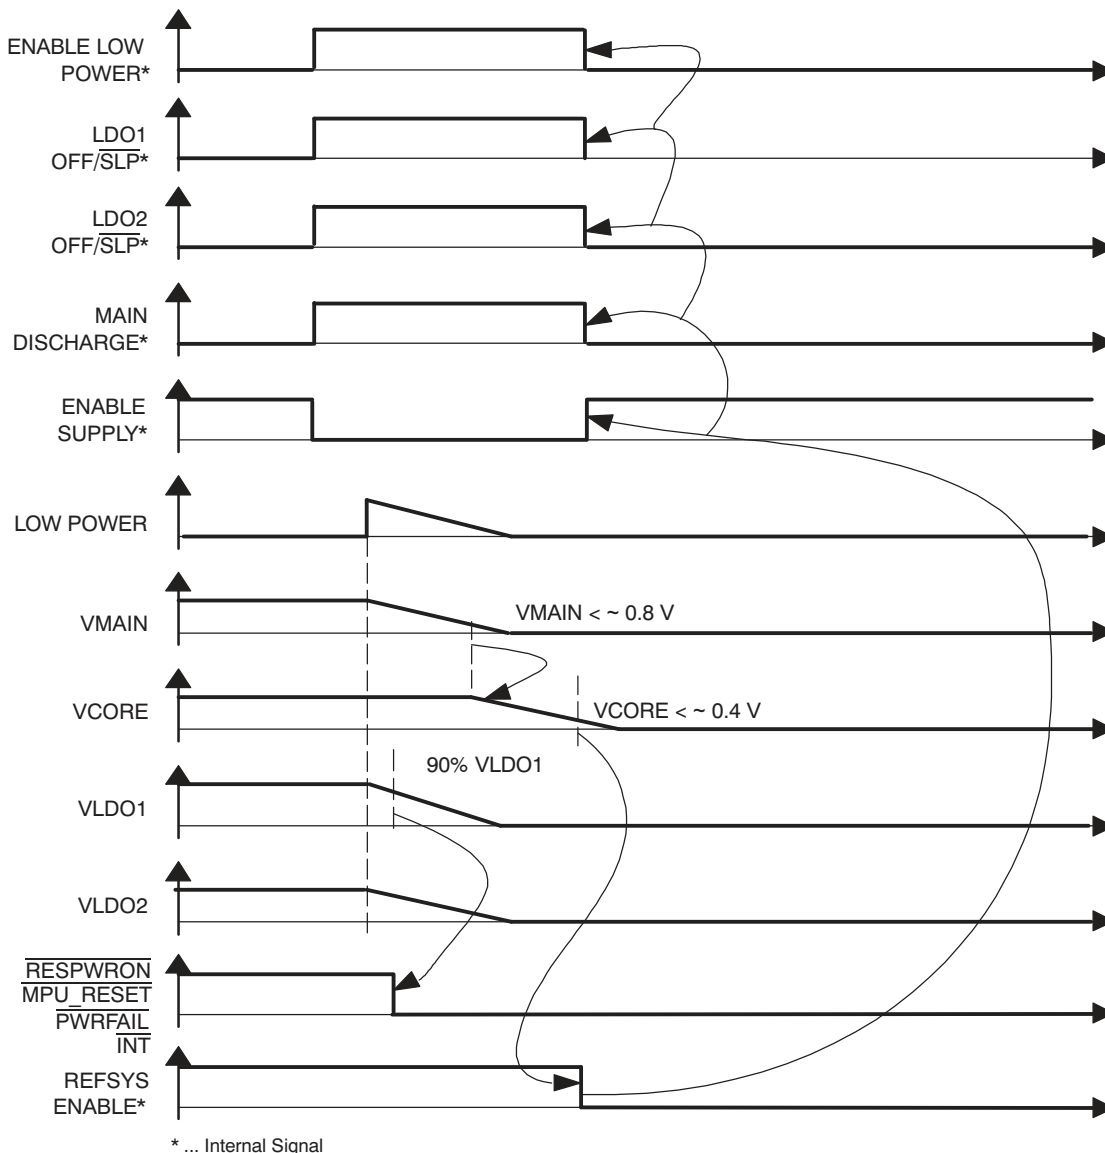 ENABLE LOW
POWER*
LDO1
OFF/SLP*
LDO2
OFF/SLP*
MAIN
DISCHARGE*
ENABLE
SUPPLY*
LOW POWER
VMAIN
VMAIN < ~ 0.8 V
VCORE
VCORE < ~ 0.4 V
90% VLDO1
VLDO1
VLDO2
RESPWRON
MPU_RESET
PWRFAIL
INT
REFSYS
ENABLE*
* ... Internal Signal